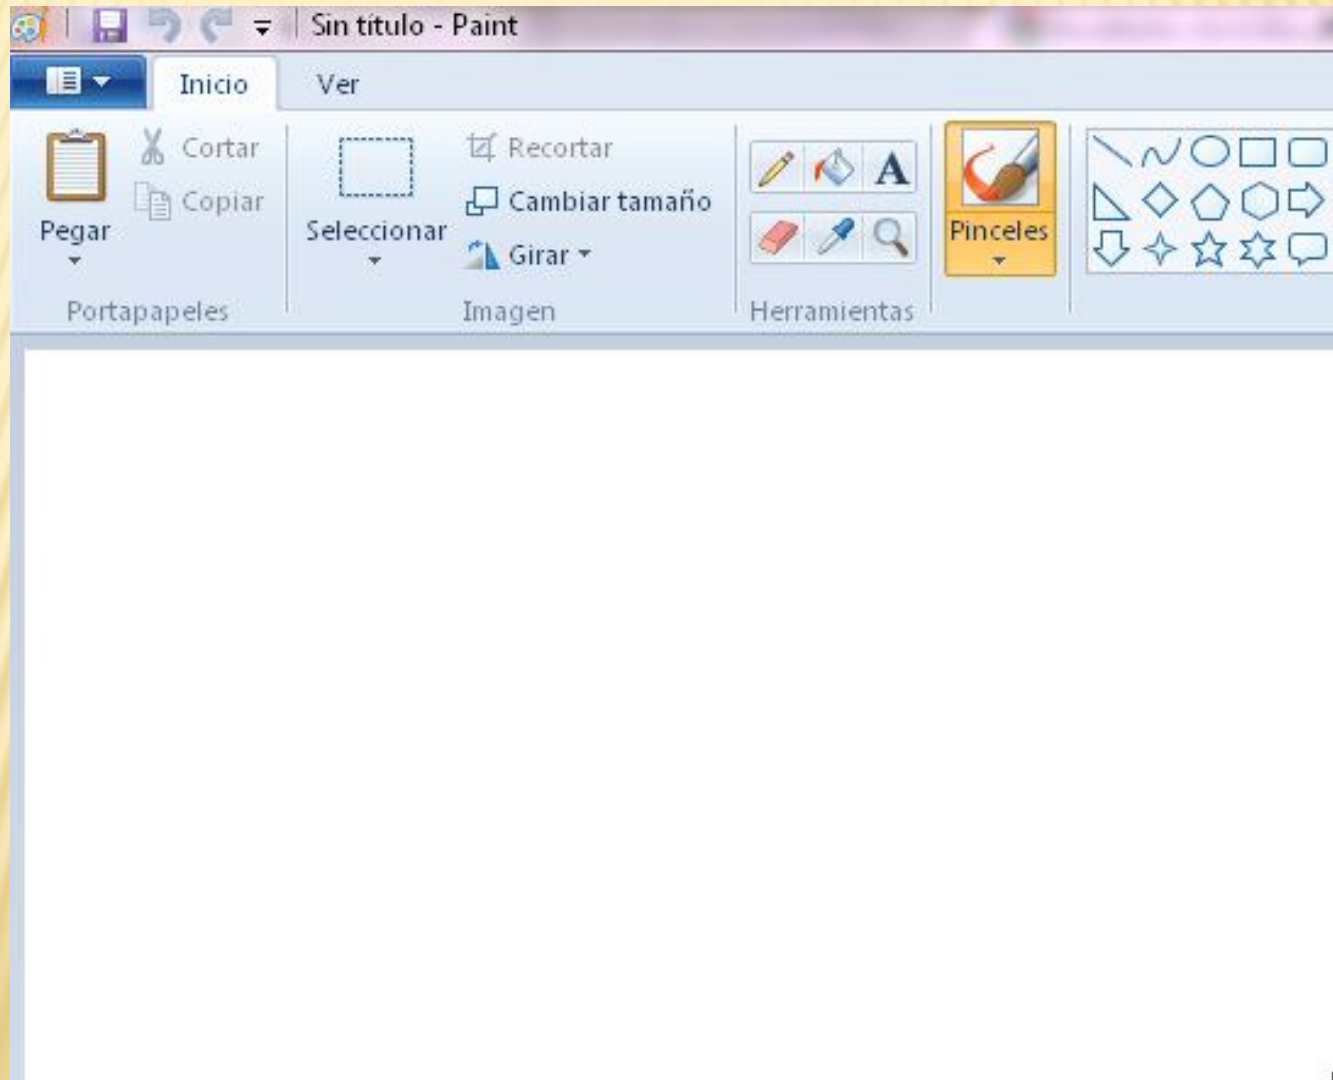 Sin título - Paint
Inicio Ver
Pegar
Cortar
Copiar
Portapapeles
Seleccionar
Recortar
Cambiar tamaño
Girar
Imagen
A
Herramientas
Pinceles